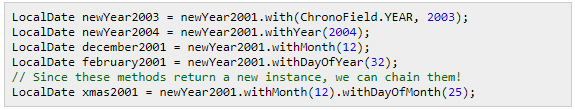 LocalDate newYear2003 = newYear2001.with(ChronoField.YEAR, 2003);
LocalDate newYear2004 = newYear2001.withYear(2004);
LocalDate december2001 = newYear2001.withMonth(12);
LocalDate february2001 = newYear2001.withDayOfYear(32);
// Since these methods return a new instance, we can chain them!
LocalDate xmas2001 = newYear2001.withMonth(12).withDayOfMonth(25);